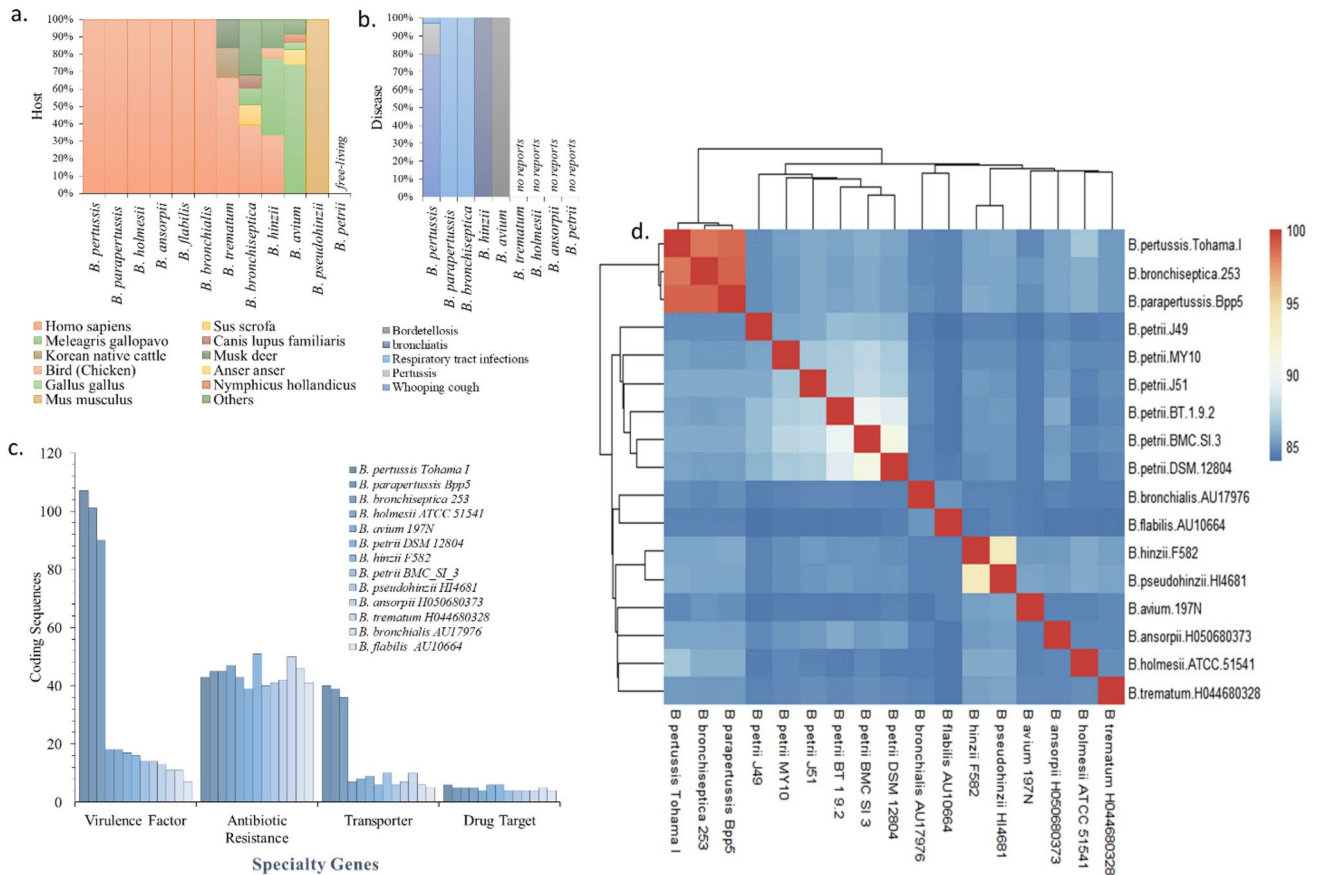 a.
100%
90%
80%
70%
60%
50%
40%
30%
20%
10%
0%
Host
free-living
B. pertussis
B. parapertussis
B. holmesii
B. ansorpii
B. flabilis
B. bronchialis
B. trematum
B. bronchiseptica
B. hinzii
B. avium
B. pseudohinzii
B. petrii
Homo sapiens
Meleagris gallopavo
Korean native cattle
Bird (Chicken)
Gallus gallus
Mus musculus
Sus scrofa
Canis lupus familiaris
Musk deer
Anser anser
Nymphicus hollandicus
Others
b.
100%
90%
80%
70%
60%
50%
40%
30%
20%
10%
0%
Disease
no reports
no reports
no reports
no reports
B. pertussis
B. parapertussis
B. bronchiseptica
B. hinzii
B. avium
B. trematum
B. holmesii
B. ansorpii
B. petrii
Bordetellosis
bronchiatis
Respiratory tract infections
Pertussis
Whooping cough
c.
120
100
80
60
40
20
0
Coding Sequences
B. pertussis Tohama I
B. parapertussis Bpp5
B. bronchiseptica 253
B. holmesii ATCC 51541
B. avium 197N
B. petrii DSM 12804
B. hinzii F582
B. petrii BMC_SI_3
B. pseudohinzii HI4681
B. ansorpii H050680373
B. trematum H044680328
B. bronchialis AU17976
B. flabilis AU10664
Virulence Factor
Antibiotic
Resistance
Transporter
Drug Target
Specialty Genes
d.
B.pertussis.Tohama.I
B.bronchiseptica.253
B.parapertussis.Bpp5
B.petrii.J49
B.petrii.MY10
B.petrii.J51
B.petrii.BT.1.9.2
B.petrii.BMC.SI.3
B.petrii.DSM.12804
B.bronchialis.AU17976
B.flabilis.AU10664
B.hinzii.F582
B.pseudohinzii.HI4681
B.avium.197N
B.ansorpii.H050680373
B.holmesii.ATCC.51541
B.trematum.H044680328
100
95
90
85
B pertussis Tohama I
B bronchiseptica 253
B parapertussis Bpp5
B petrii J49
B petrii MY10
B petrii J51
B petrii BT 1 9.2
B petrii BMC SI 3
B petrii DSM 12804
B bronchialis AU17976
B flabilis AU10664
B hinzii F582
B pseudohinzii HI4681
B avium 197N
B ansorpii H050680373
B holmesii ATCC 51541
B trematum H044680328